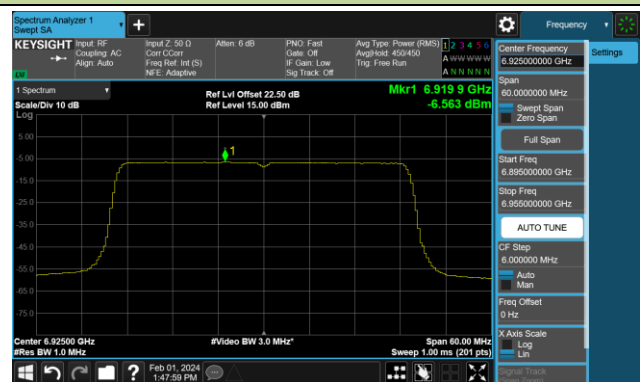 Spectrum Analyzer 1
Swept SA
Frequency
KEYSIGHT
Input: RF
Coupling: AC
Align: Auto
Input Z: 50 Ω
Corr CCorr
Freq Ref: Int (S)
NFE: Adaptive
Atten: 6 dB
PNO: Fast
Gate: Off
IF Gain: Low
Sig Track: Off
Avg Type: Power (RMS)
Avg|Hold: 450/450
Trig: Free Run
1 2 3 4 5 6
A W W W W W
A N N N N N
LXI
1 Spectrum
Scale/Div 10 dB
Log
Ref Lvl Offset 22.50 dB
Ref Level 15.00 dBm
Mkr1 6.919 9 GHz
-6.563 dBm
5.00
-5.00
-15.0
-25.0
-35.0
-45.0
-55.0
-65.0
-75.0
1
Center 6.92500 GHz
#Res BW 1.0 MHz
#Video BW 3.0 MHz*
Span 60.00 MHz
Sweep 1.00 ms (201 pts)
Center Frequency
6.925000000 GHz
Settings
Span
60.0000000 MHz
Swept Span
Zero Span
Full Span
Start Freq
6.895000000 GHz
Stop Freq
6.955000000 GHz
AUTO TUNE
CF Step
6.000000 MHz
Auto
Man
Freq Offset
0 Hz
X Axis Scale
Log
Lin
Signal Track
Feb 01, 2024
1:47:59 PM